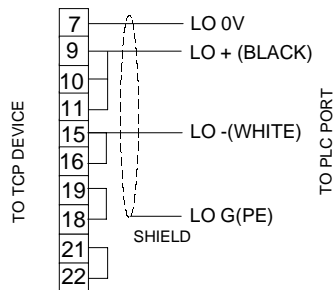 7 LO 0V
9 LO + (BLACK)
10
11
15 LO -(WHITE)
16
19
18 LO G(PE)
SHIELD
21
22
TO TCP DEVICE
TO PLC PORT